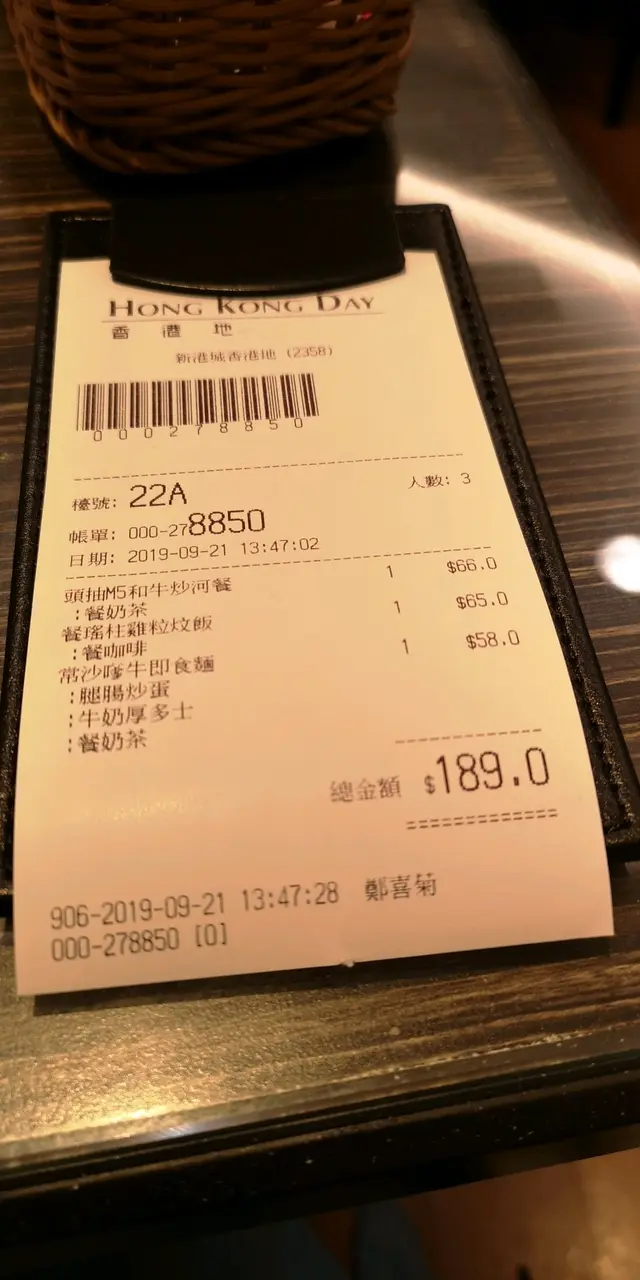 HONG KONG DAY
香 港 地
新港城香港地 (2358)
000278850
檯號: 22A 人數: 3
帳單: 000-278850
日期: 2019-09-21 13:47:02
頭抽M5和牛炒河餐 1 $66.0
:餐奶茶
餐瑤柱雞粒炆飯 1 $65.0
:餐咖啡
常沙嗲牛即食麵 1 $58.0
:腿腸炒蛋
:牛奶厚多士
:餐奶茶
總金額 $189.0
906-2019-09-21 13:47:28 鄭喜菊
000-278850 [0]